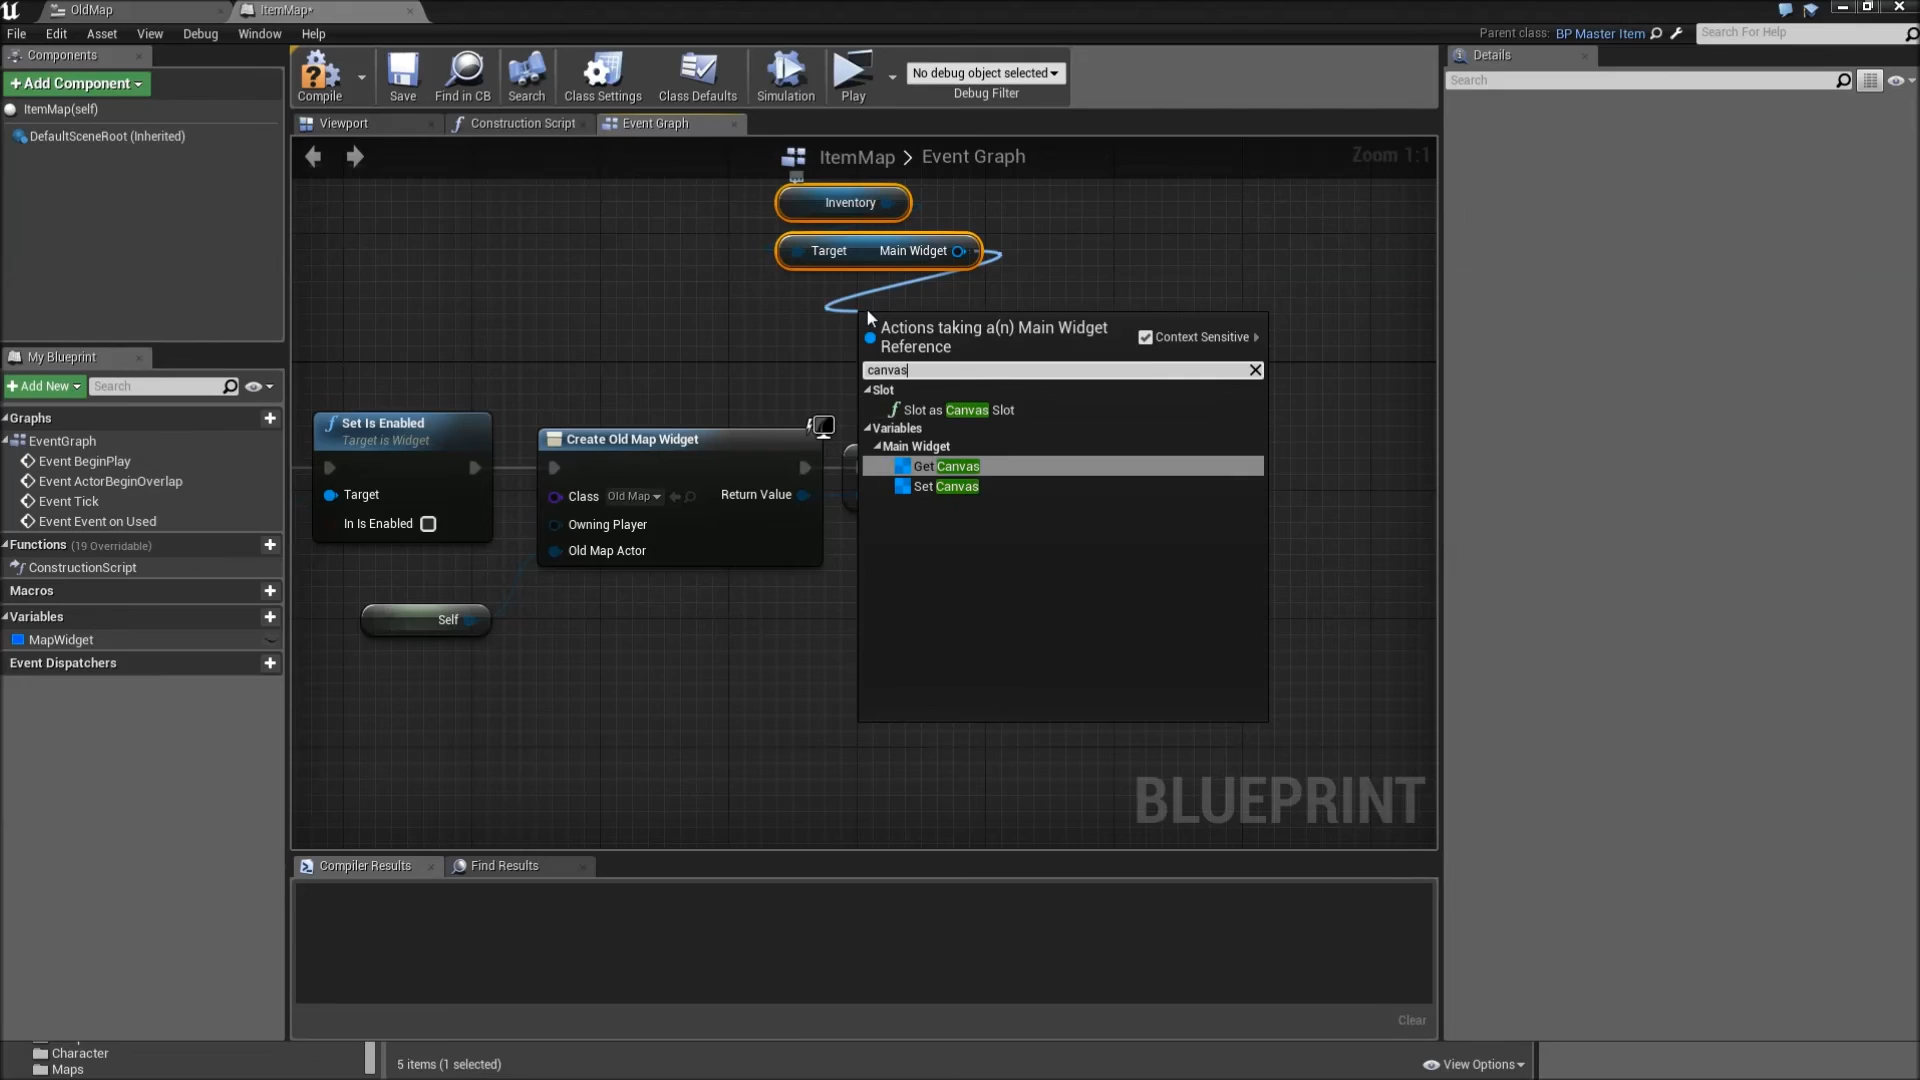 OldMap
ItemMap*
File Edit Asset View Debug Window Help
Parent class: BP Master Item
Search For Help
Components
+Add Component
ItemMap(self)
DefaultSceneRoot (Inherited)
Compile
Save
Find in CB
Search
Class Settings
Class Defaults
Simulation
Play
No debug object selected
Debug Filter
Details
Search
Viewport
Construction Script
Event Graph
ItemMap > Event Graph
Zoom 1:1
Inventory
Target Main Widget
Actions taking a(n) Main Widget
Reference
Context Sensitive
canvas
Slot
Slot as Canvas Slot
Variables
Main Widget
Get Canvas
Set Canvas
My Blueprint
+Add New
Search
Graphs
EventGraph
Event BeginPlay
Event ActorBeginOverlap
Event Tick
Event Event on Used
Functions (19 Overridable)
ConstructionScript
Macros
Variables
MapWidget
Event Dispatchers
f Set Is Enabled
Target is Widget
Target
In Is Enabled
Create Old Map Widget
Class Old Map
Return Value
Owning Player
Old Map Actor
Self
BLUEPRINT
Compiler Results
Find Results
Clear
Character
Maps
5 items (1 selected)
View Options